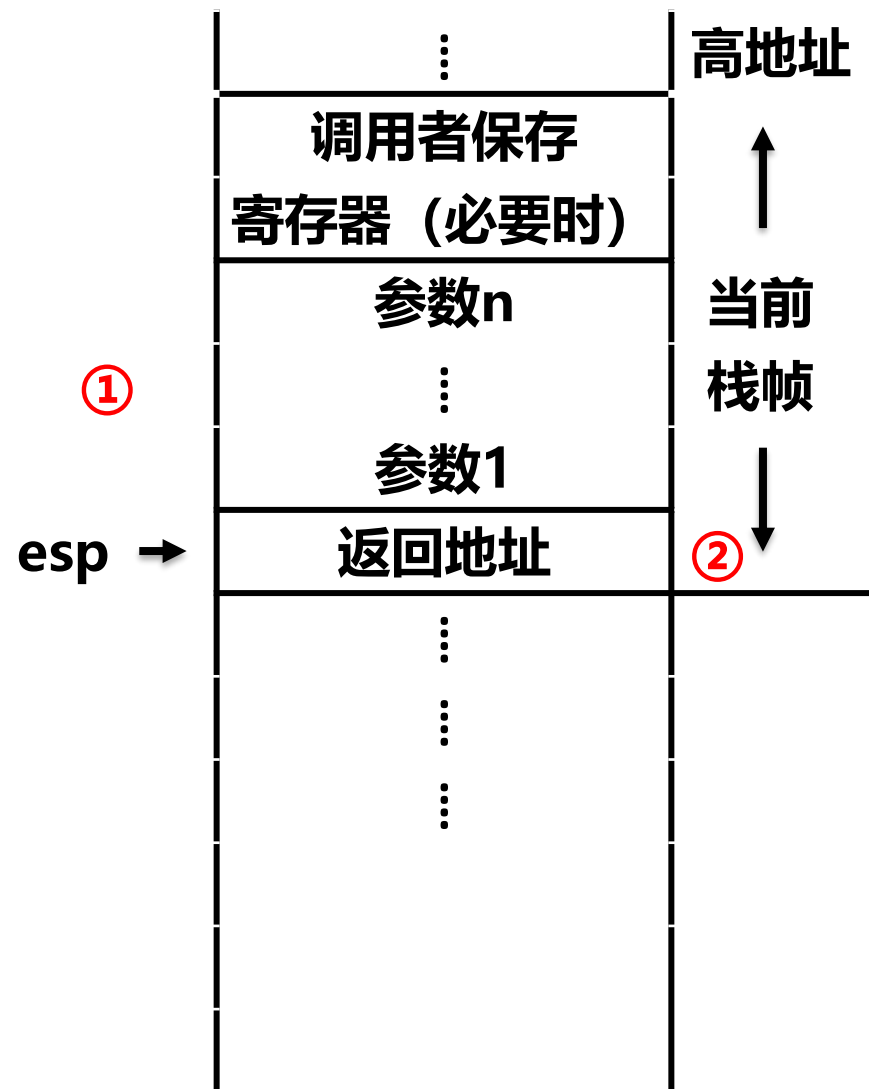 高地址
调用者保存
寄存器（必要时）
参数n
当前
①
栈帧
参数1
esp
返回地址
②